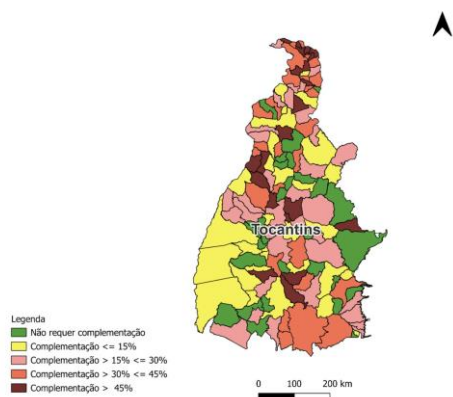 Tocantins
Legenda
Não requer complementação
Complementação <= 15%
Complementação > 15% <= 30%
Complementação > 30% <= 45%
Complementação > 45%
0 100 200 km